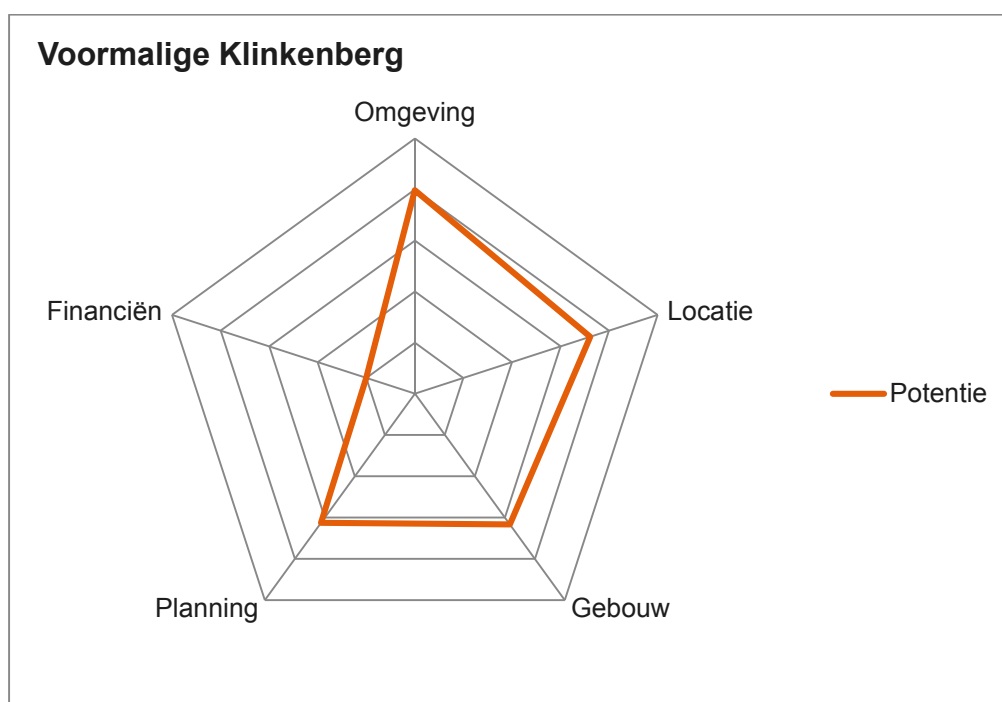 Voormalige Klinkenberg
Omgeving
Financiën
Locatie
Potentie
Planning
Gebouw